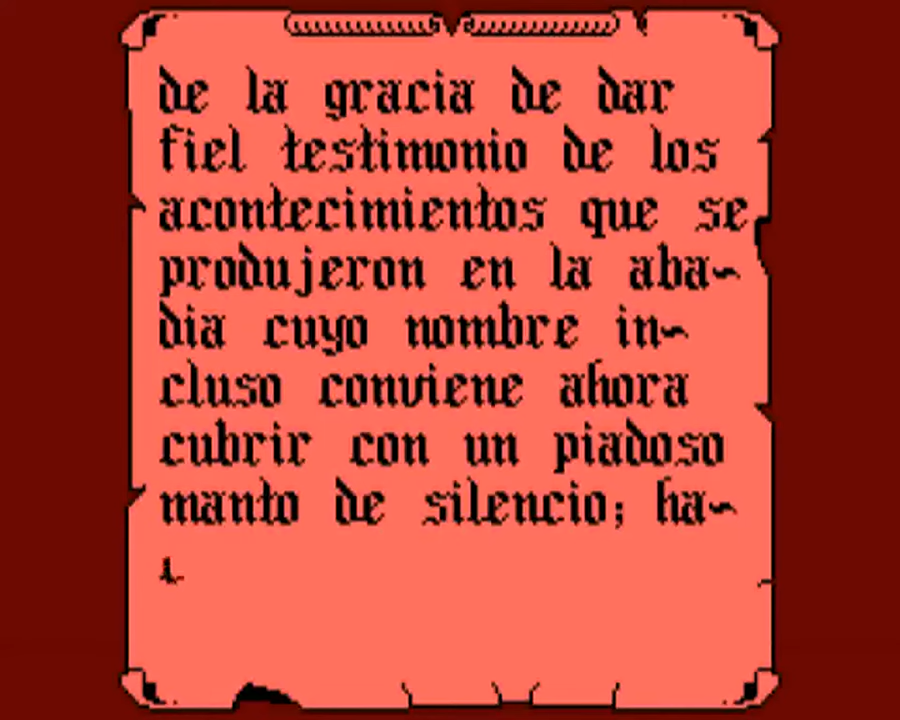 de la gracia de dar
fiel testimonio de los
acontecimientos que se
produjeron en la aba~
dia cuyo nombre in~
cluso conviene ahora
cubrir con un piadoso
manto de silencio; ha~